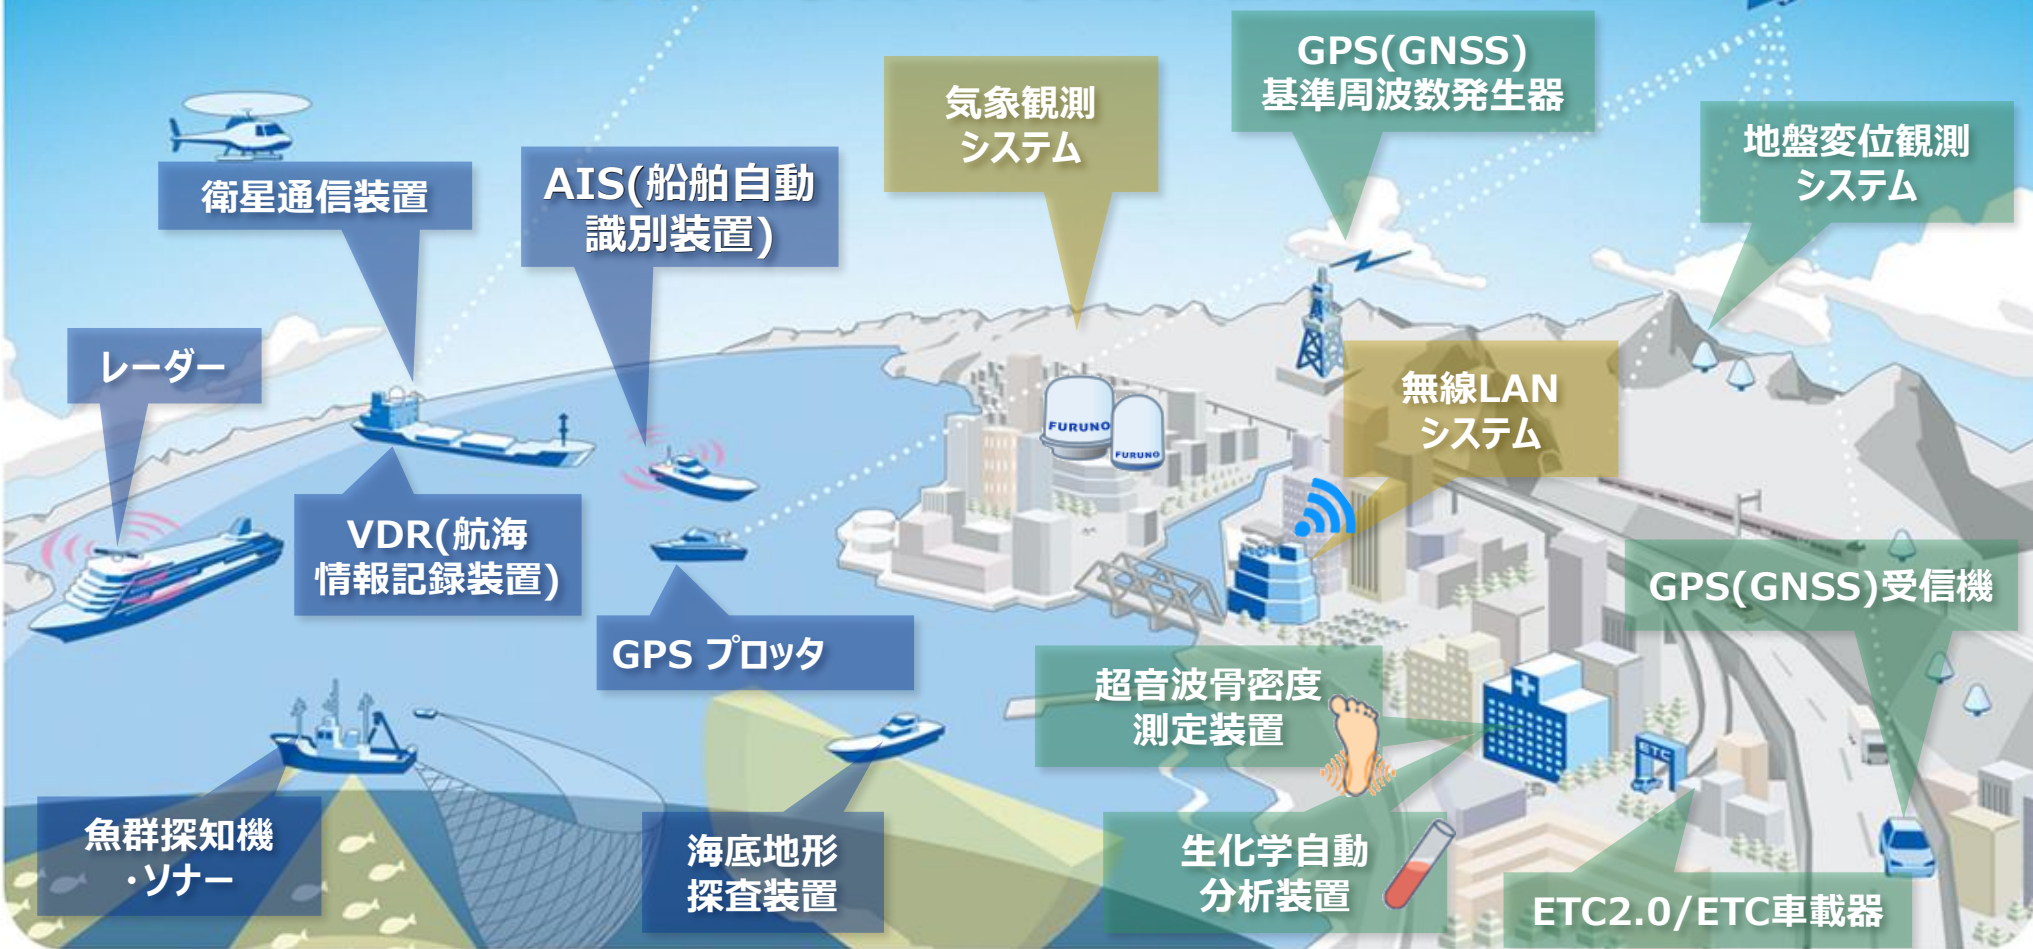 GPS(GNSS)
基準周波数発生器
気象観測
システム
地盤変位観測
システム
衛星通信装置
AIS(船舶自動
識別装置)
レーダー
無線LAN
システム
FURUNO
FURUNO
VDR(航海
情報記録装置)
GPS(GNSS)受信機
GPS プロッタ
超音波骨密度
測定装置
ETC
魚群探知機
・ソナー
海底地形
探査装置
生化学自動
分析装置
ETC2.0/ETC車載器